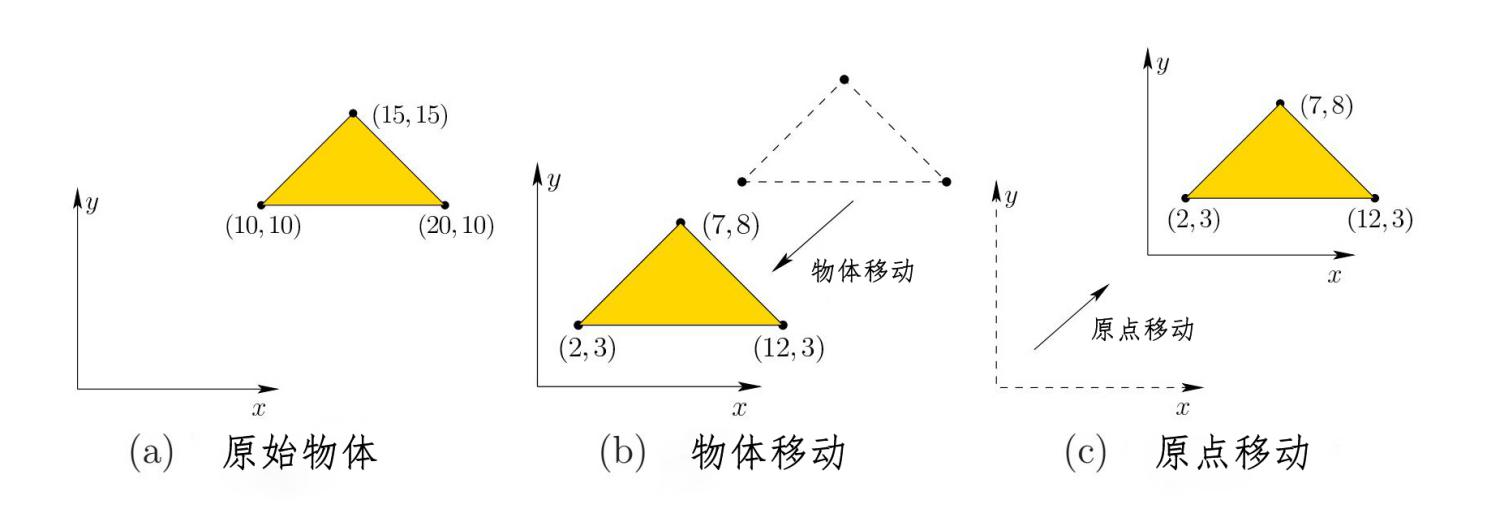 y
(15, 15)
(10, 10)
(20, 10)
x
(a) 原始物体
y
(7, 8)
物体移动
(2, 3)
(12, 3)
x
(b) 物体移动
y
(7, 8)
(2, 3)
(12, 3)
x
y
原点移动
x
(c) 原点移动